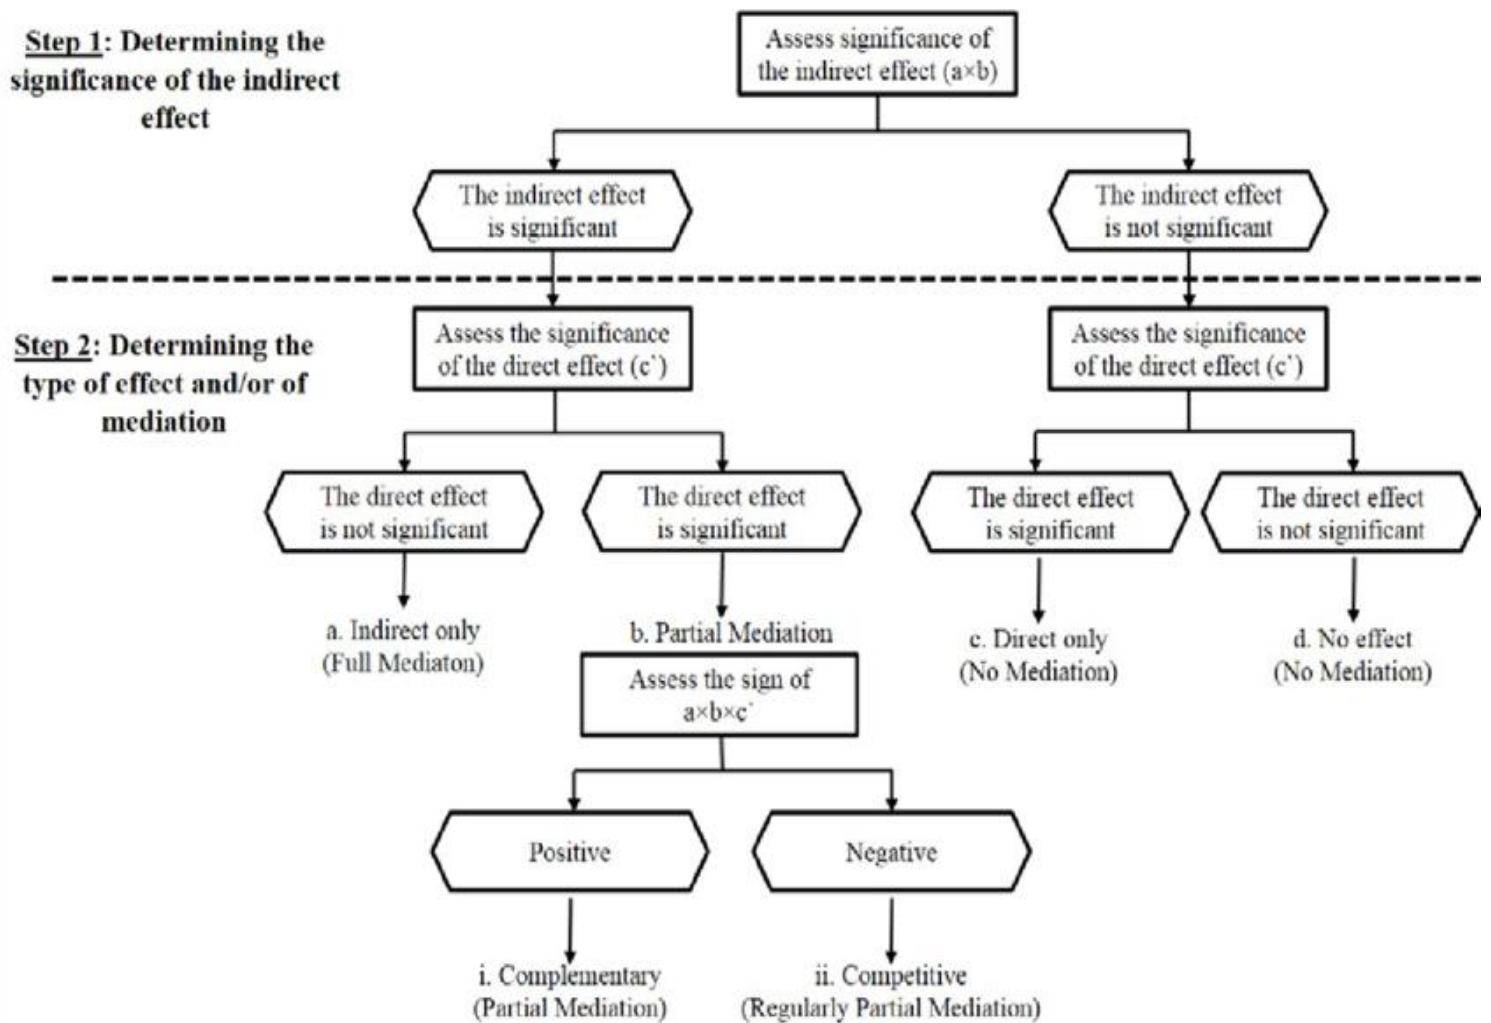 Step 1: Determining the
significance of the indirect
effect
Assess significance of
the indirect effect (a×b)
The indirect effect
is significant
The indirect effect
is not significant
Step 2: Determining the
type of effect and/or of
mediation
Assess the significance
of the direct effect (c`)
Assess the significance
of the direct effect (c`)
The direct effect
is not significant
The direct effect
is significant
The direct effect
is significant
The direct effect
is not significant
a. Indirect only
(Full Mediaton)
b. Partial Mediation
c. Direct only
(No Mediation)
d. No effect
(No Mediation)
Assess the sign of
a×b×c`
Positive
Negative
i. Complementary
(Partial Mediation)
ii. Competitive
(Regularly Partial Mediation)